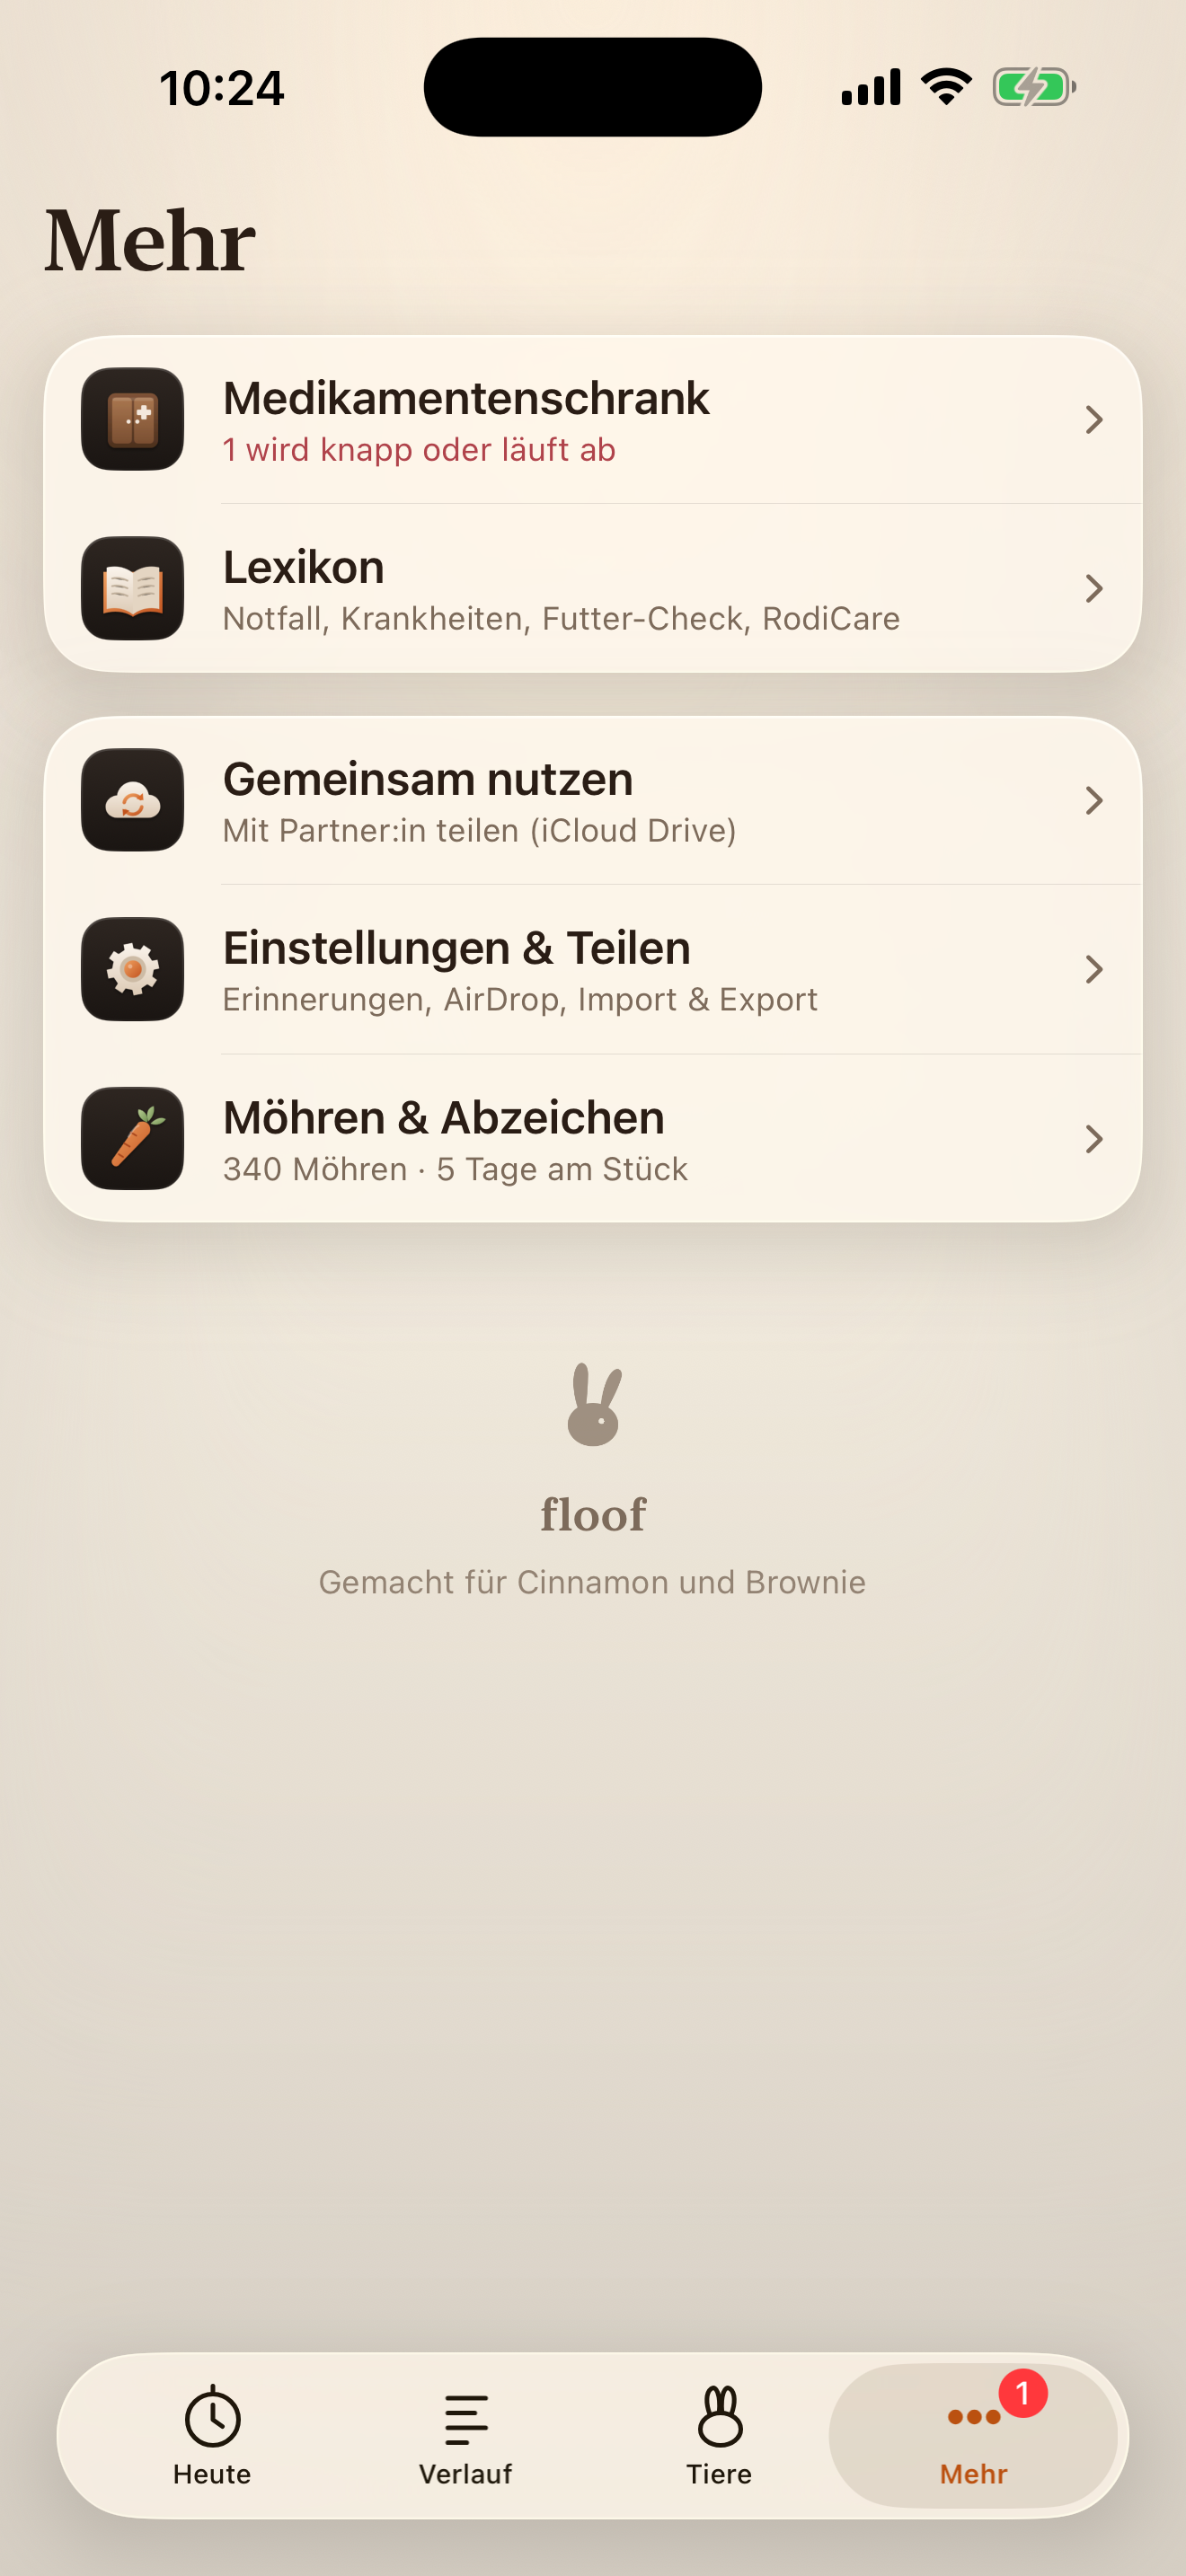 10:24
Mehr
Medikamentenschrank
1 wird knapp oder läuft ab
Lexikon
Notfall, Krankheiten, Futter-Check, RodiCare
Gemeinsam nutzen
Mit Partner:in teilen (iCloud Drive)
Einstellungen & Teilen
Erinnerungen, AirDrop, Import & Export
Möhren & Abzeichen
340 Möhren · 5 Tage am Stück
floof
Gemacht für Cinnamon und Brownie
1
Heute
Verlauf
Tiere
Mehr